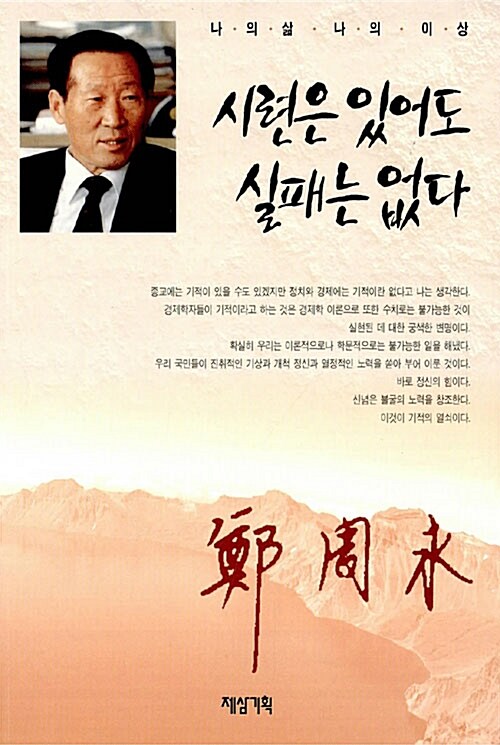 나·의·삶·나·의·이·상
시련은 있어도
실패는 없다
종교에는 기적이 있을 수도 있겠지만 정치와 경제에는 기적이란 없다고 나는 생각한다.
경제학자들이 기적이라고 하는 것은 경제학 이론으로 또한 수치로는 불가능한 것이
실현된 데 대한 궁색한 변명이다.
확실히 우리는 이론적으로나 학문적으로는 불가능한 일을 해냈다.
우리 국민들이 진취적인 기상과 개척 정신과 열정적인 노력을 쏟아 부어 이룬 것이다.
바로 정신의 힘이다.
신념은 불굴의 노력을 창조한다.
이것이 기적의 열쇠이다.
鄭周永
제삼기획